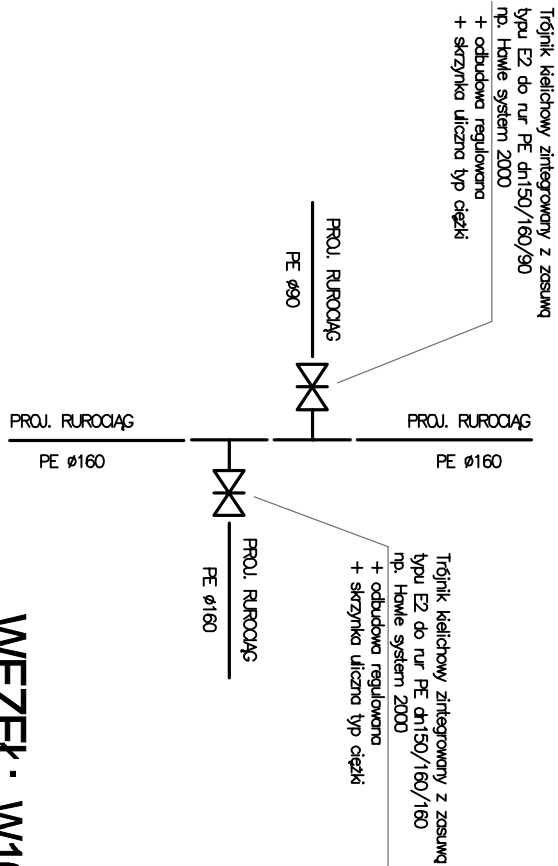 Trójnik kielichowy zintegrowany z zasuwą
typu E2 do rur PE dn150/160/90
np. Hawle system 2000
+ odbudowa regulowana
+ skrzynka uliczna typ ciężki
PROJ. RUROCIĄG
PE ø90
PROJ. RUROCIĄG
PE ø160
PROJ. RUROCIĄG
PE ø160
PROJ. RUROCIĄG
PE ø160
Trójnik kielichowy zintegrowany z zasuwą
typu E2 do rur PE dn150/160/160
np. Hawle system 2000
+ odbudowa regulowana
+ skrzynka uliczna typ ciężki